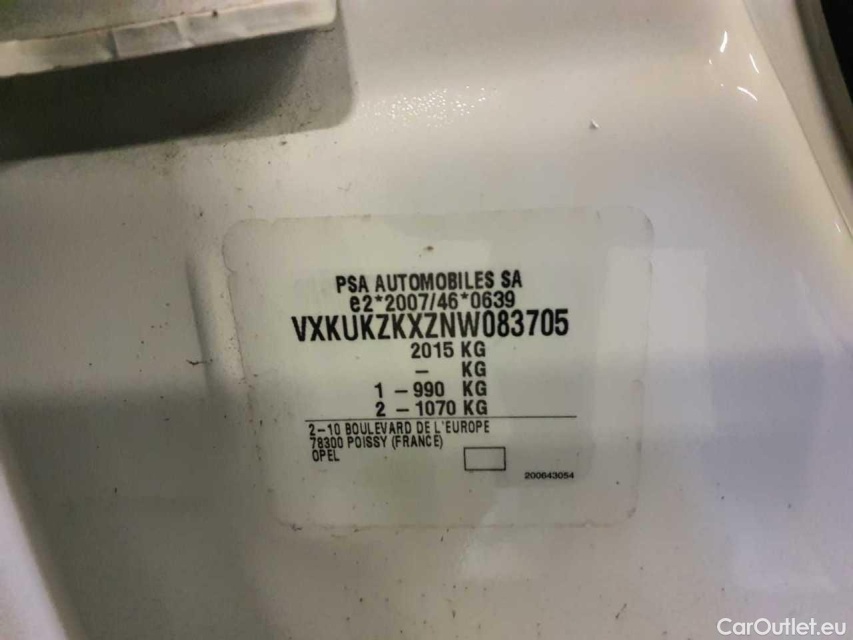 PSA AUTOMOBILES SA
e2*2007/46*0639
VXKUKZKXZNW083705
2015 KG
- KG
1 - 990 KG
2 - 1070 KG
2-10 BOULEVARD DE L'EUROPE
78300 POISSY (FRANCE)
OPEL
200643054
CarOutlet.eu